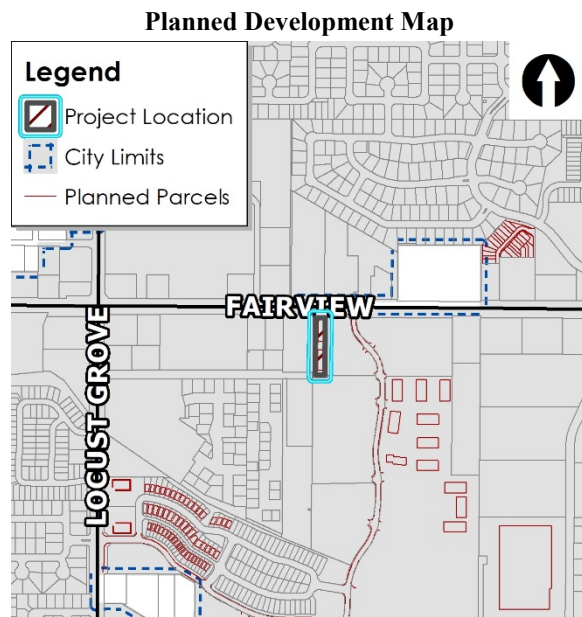 Planned Development Map
Legend
Project Location
City Limits
Planned Parcels
FAIRVIEW
LOCUST GROVE